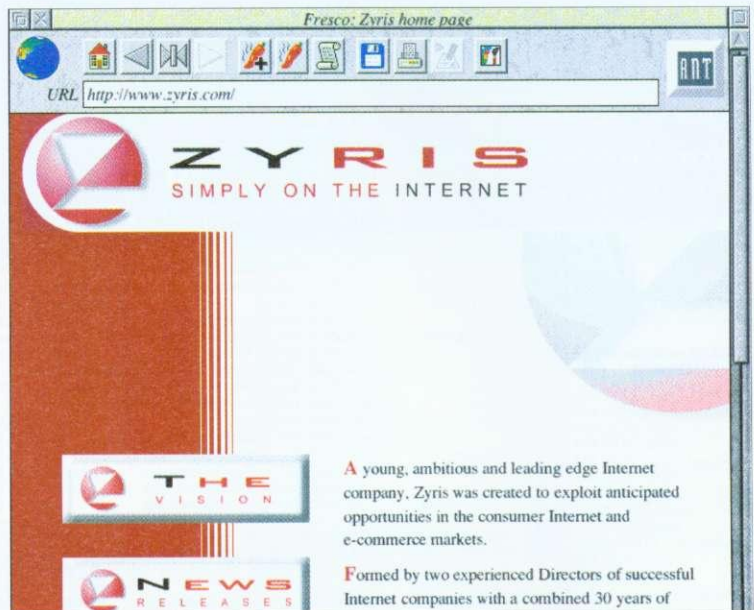 Fresco: Zyris home page
ANT
URL http://www.zyris.com/
ZYRIS
SIMPLY ON THE INTERNET
THE
VISION
A young, ambitious and leading edge Internet
company, Zyris was created to exploit anticipated
opportunities in the consumer Internet and
e-commerce markets.
NEWS
RELEASES
Formed by two experienced Directors of successful
Internet companies with a combined 30 years of